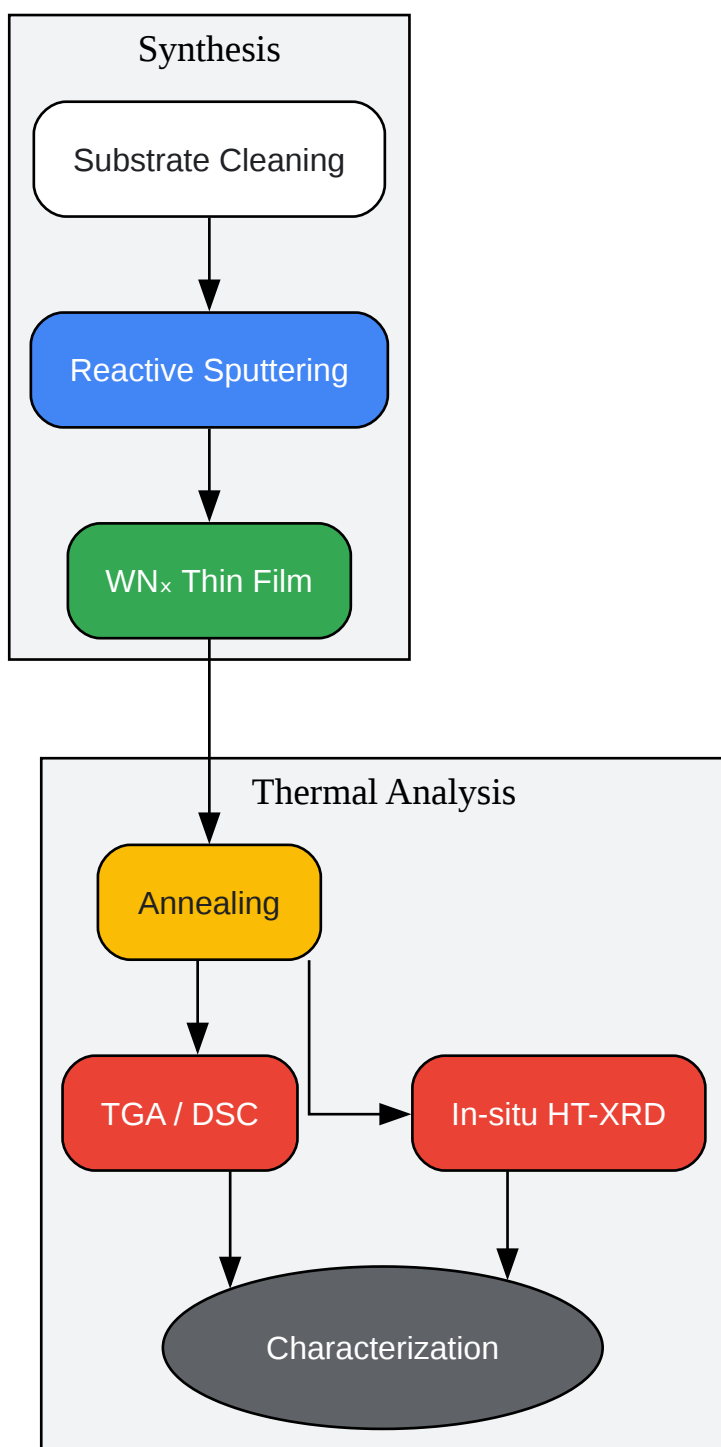 Synthesis
Substrate Cleaning
Reactive Sputtering
WNₓ Thin Film
Thermal Analysis
Annealing
TGA / DSC
In-situ HT-XRD
Characterization